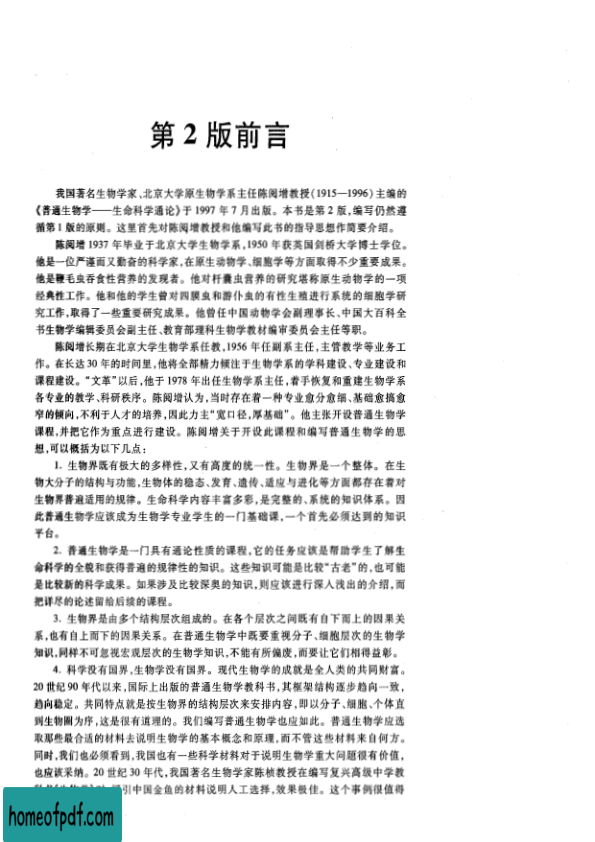 第 2 版前言
我国著名生物学家、北京大学原生物学系主任陈阅增教授(1915—1996)主编的
《普通生物学——生命科学通论》于 1997 年 7 月出版。本书是第 2 版,编写仍然遵
循第 1 版的原则。这里首先对陈阅增教授和他编写此书的指导思想作简要介绍。
陈阅增 1937 年毕业于北京大学生物学系,1950 年获英国剑桥大学博士学位。
他是一位严谨而又勤奋的科学家,在原生动物学、细胞学等方面取得不少重要成果。
他是鞭毛虫吞食性营养的发现者。他对杆囊虫营养的研究堪称原生动物学的一项
经典性工作。他和他的学生曾对四膜虫和游仆虫的有性生殖进行系统的细胞学研
究工作,取得了一些重要研究成果。他曾任中国动物学会副理事长、中国大百科全
书生物学编辑委员会副主任、教育部理科生物学教材编审委员会主任等职。
陈阅增长期在北京大学生物学系任教,1956 年任副系主任,主管教学等业务工
作。在长达 30 年的时间里,他将全部精力倾注于生物学系的学科建设、专业建设和
课程建设。“文革”以后,他于 1978 年出任生物学系主任,着手恢复和重建生物学系
各专业的教学、科研秩序。陈阅增认为,当时存在着一种专业愈分愈细、基础愈搞愈
窄的倾向,不利于人才的培养,因此力主“宽口径,厚基础”。他主张开设普通生物学
课程,并把它作为重点进行建设。陈阅增关于开设此课程和编写普通生物学的思
想,可以概括为以下几点:
1. 生物界既有极大的多样性,又有高度的统一性。生物界是一个整体。在生
物大分子的结构与功能,生物体的稳态、发育、遗传、适应与进化等方面都存在着对
生物界普遍适用的规律。生命科学内容丰富多彩,是完整的、系统的知识体系。因
此普通生物学应该成为生物学专业学生的一门基础课,一个首先必须达到的知识
平台。
2. 普通生物学是一门具有通论性质的课程,它的任务应该是帮助学生了解生
命科学的全貌和获得普遍的规律性的知识。这些知识可能是比较“古老”的,也可能
是比较新的科学成果。如果涉及比较深奥的知识,则应该进行深入浅出的介绍,而
把详尽的论述留给后续的课程。
3. 生物界是由多个结构层次组成的。在各个层次之间既有自下而上的因果关
系,也有自上而下的因果关系。在普通生物学中既要重视分子、细胞层次的生物学
知识,同样不可忽视宏观层次的生物学知识,不能有所偏废,而要让它们相得益彰。
4. 科学没有国界,生物学没有国界。现代生物学的成就是全人类的共同财富。
20 世纪 90 年代以来,国际上出版的普通生物学教科书,其框架结构逐步趋向一致,
趋向稳定。共同特点就是按生物界的结构层次来安排内容,即以分子、细胞、个体直
到生物圈为序,这是很有道理的。我们编写普通生物学也应如此。普通生物学应选
取那些最合适的材料去说明生物学的基本概念和原理,而不管这些材料来自何方。
同时,我们也必须看到,我国也有一些科学材料对于说明生物学重大问题很有价值,
也应该采纳。20 世纪 30 年代,我国著名生物学家陈桢教授在编写复兴高级中学教
引中国金鱼的材料说明人工选择,效果极佳。这个事例很值得
homeofpdf.com